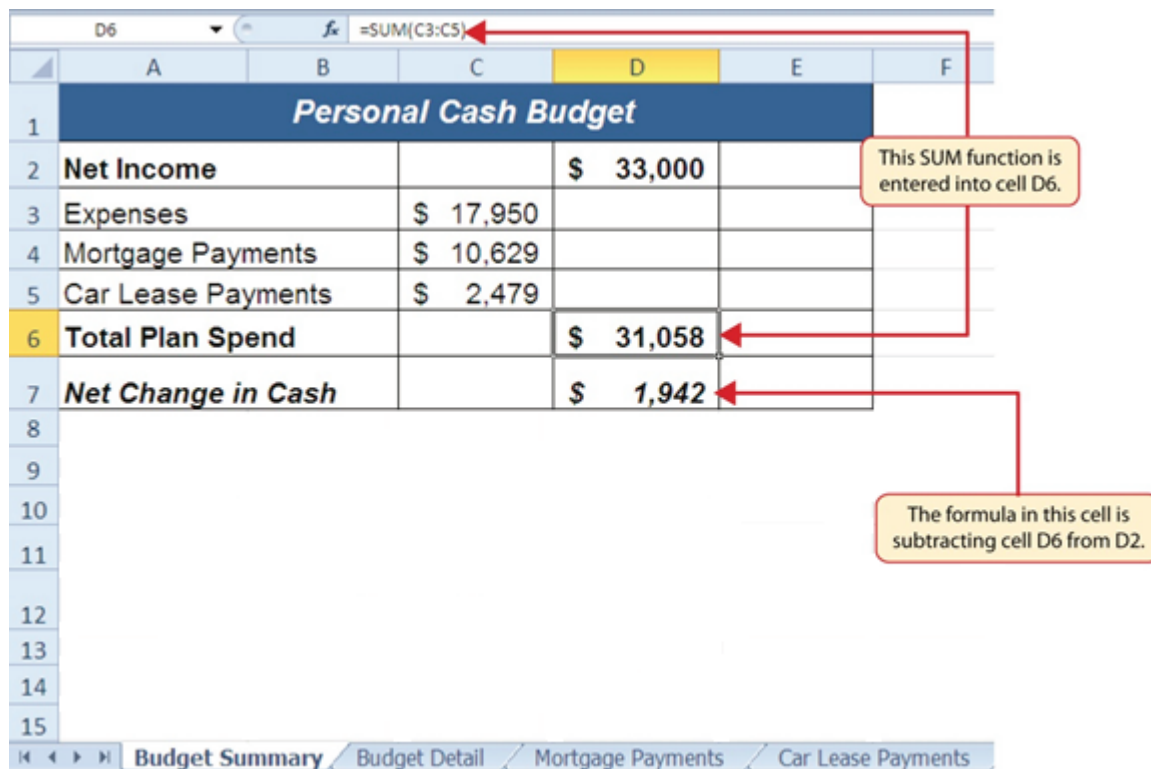 D6 fx =SUM(C3:C5)
A B C D E F
1 Personal Cash Budget
2 Net Income $ 33,000
This SUM function is
entered into cell D6.
3 Expenses $ 17,950
4 Mortgage Payments $ 10,629
5 Car Lease Payments $ 2,479
6 Total Plan Spend $ 31,058
7 Net Change in Cash $ 1,942
8
9
10
The formula in this cell is
subtracting cell D6 from D2.
11
12
13
14
15
Budget Summary Budget Detail Mortgage Payments Car Lease Payments